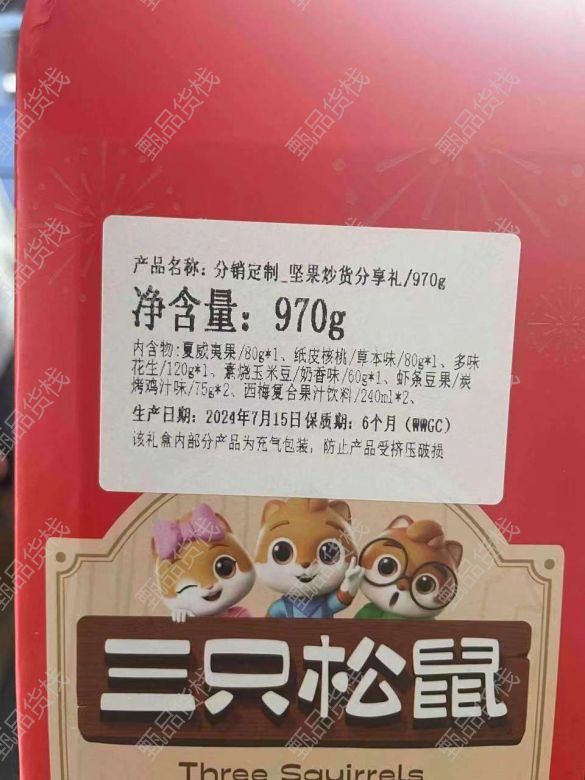 产品名称: 分销定制_坚果炒货分享礼/970g
净含量: 970g
内含物:夏威夷果/80g*1、纸皮核桃/草本味/80g*1、多味
花生/120g*1、素烧玉米豆/奶香味/60g*1、虾条豆果/炭
烤鸡汁味/75g*2、西梅复合果汁饮料/240ml*2、
生产日期: 2024年7月15日保质期: 6个月 (WWGC)
该礼盒内部分产品为充气包装, 防止产品受挤压破损
三只松鼠
Three Squirrels
甄品货栈